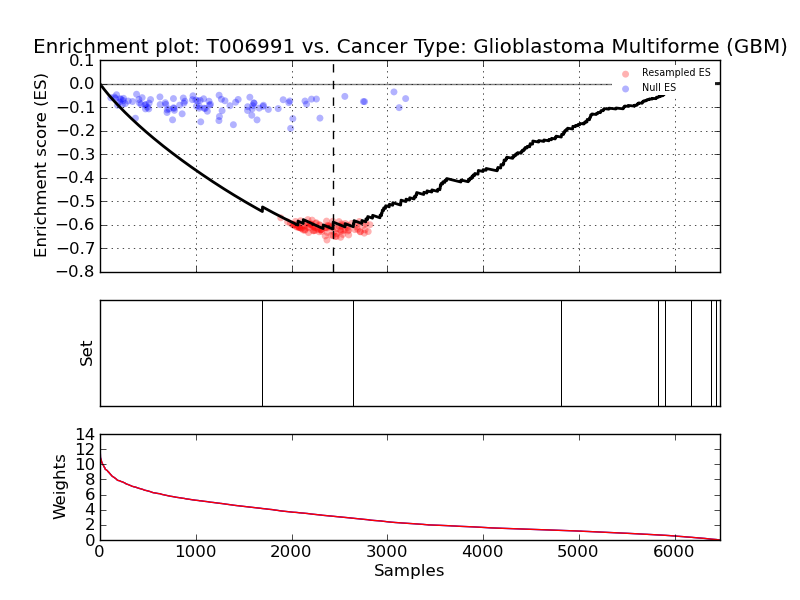 Enrichment plot: T006991 vs. Cancer Type: Glioblastoma Multiforme (GBM)
0.1
0.0
−0.1
−0.2
−0.3
−0.4
−0.5
−0.6
−0.7
−0.8
Enrichment score (ES)
Resampled ES
Null ES
Set
14
12
10
8
6
4
2
0
Weights
0 1000 2000 3000 4000 5000 6000
Samples